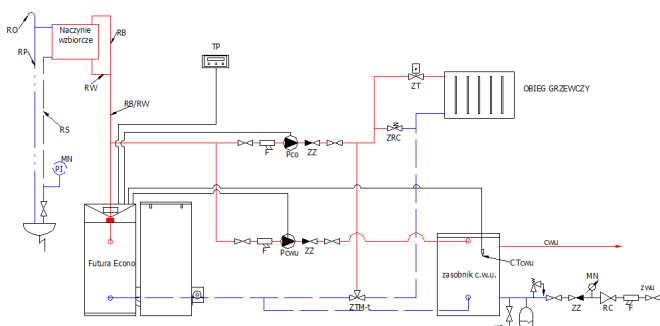 RO
Naczynie
wzbiorcze
RB
RP
TP
RW
ZT
OBIEG GRZEWCZY
RB/RW
RS
ZRC
MN
F
Pco
ZZ
PI
cwu
F
Pcwu
ZZ
CTcwu
Futura Econo
zasobnik c.w.u.
MN
zwu
ZTM-t
ZZ
RC
F